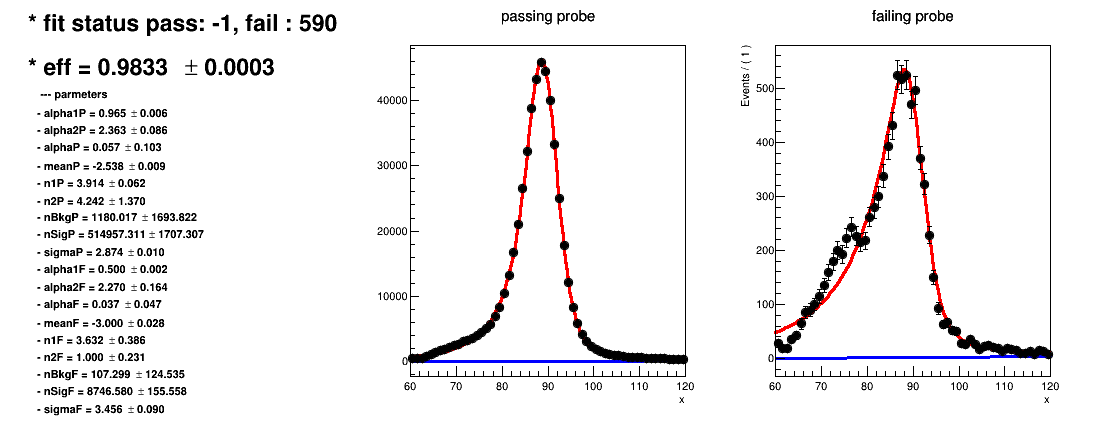 * fit status pass: -1, fail : 590
* eff = 0.9833 ± 0.0003
--- parmeters
- alpha1P = 0.965 ± 0.006
- alpha2P = 2.363 ± 0.086
- alphaP = 0.057 ± 0.103
- meanP = -2.538 ± 0.009
- n1P = 3.914 ± 0.062
- n2P = 4.242 ± 1.370
- nBkgP = 1180.017 ± 1693.822
- nSigP = 514957.311 ± 1707.307
- sigmaP = 2.874 ± 0.010
- alpha1F = 0.500 ± 0.002
- alpha2F = 2.270 ± 0.164
- alphaF = 0.037 ± 0.047
- meanF = -3.000 ± 0.028
- n1F = 3.632 ± 0.386
- n2F = 1.000 ± 0.231
- nBkgF = 107.299 ± 124.535
- nSigF = 8746.580 ± 155.558
- sigmaF = 3.456 ± 0.090
passing probe
40000
30000
20000
10000
0
60 70 80 90 100 110 120
x
failing probe
Events / ( 1 )
500
400
300
200
100
0
60 70 80 90 100 110 120
x